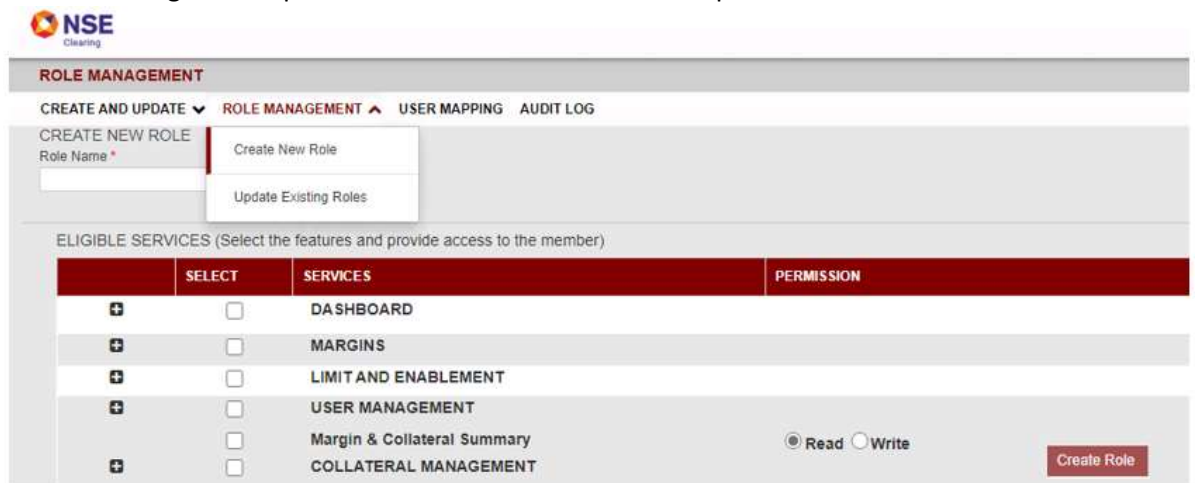 NSE
Clearing
ROLE MANAGEMENT
CREATE AND UPDATE ROLE MANAGEMENT USER MAPPING AUDIT LOG
CREATE NEW ROLE
Role Name *
Create New Role
Update Existing Roles
ELIGIBLE SERVICES (Select the features and provide access to the member)
SELECT SERVICES PERMISSION
DASHBOARD
MARGINS
LIMIT AND ENABLEMENT
USER MANAGEMENT
Margin & Collateral Summary Read Write
COLLATERAL MANAGEMENT Create Role